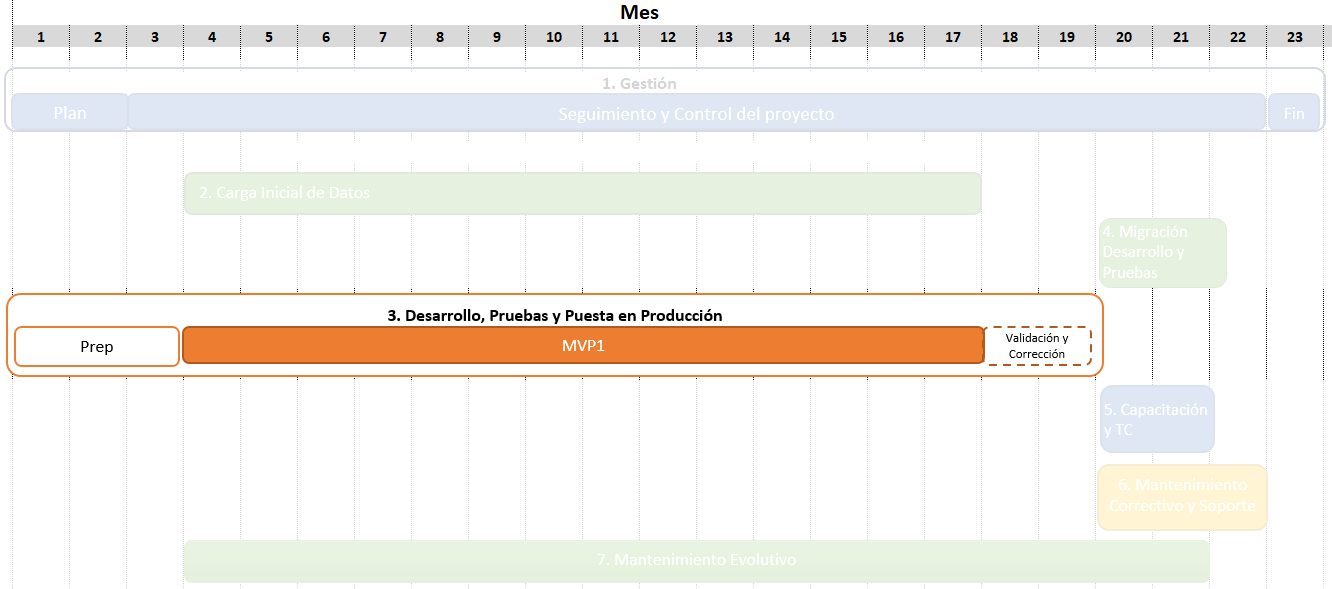 Mes
1 2 3 4 5 6 7 8 9 10 11 12 13 14 15 16 17 18 19 20 21 22 23
1. Gestión
Plan
Seguimiento y Control del proyecto
Fin
2. Carga Inicial de Datos
4. Migración
Desarrollo y
Pruebas
3. Desarrollo, Pruebas y Puesta en Producción
Prep
MVP1
Validación y
Corrección
5. Capacitación
y TC
6. Mantenimiento
Correctivo y Soporte
7. Mantenimiento Evolutivo